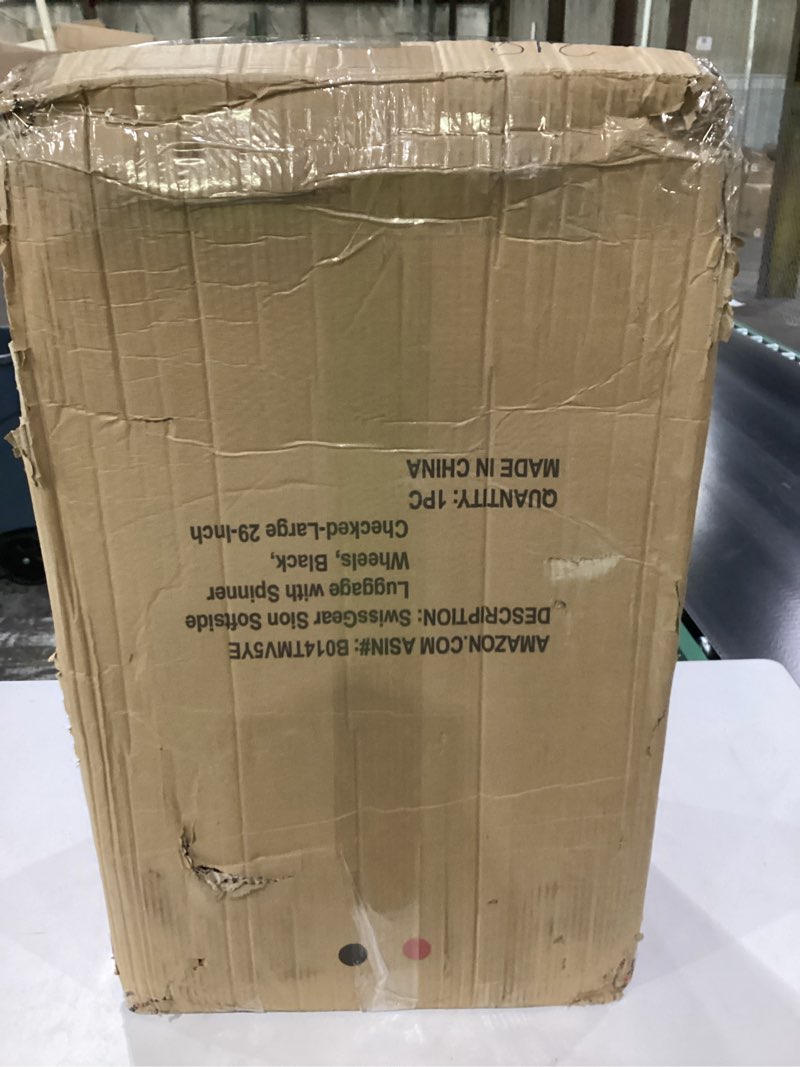 AMAZON.COM ASIN#: B014TMV5YE
DESCRIPTION: SwissGear Sion Softside
Luggage with Spinner
Wheels, Black,
Checked-Large 29-Inch
QUANTITY: 1PC
MADE IN CHINA